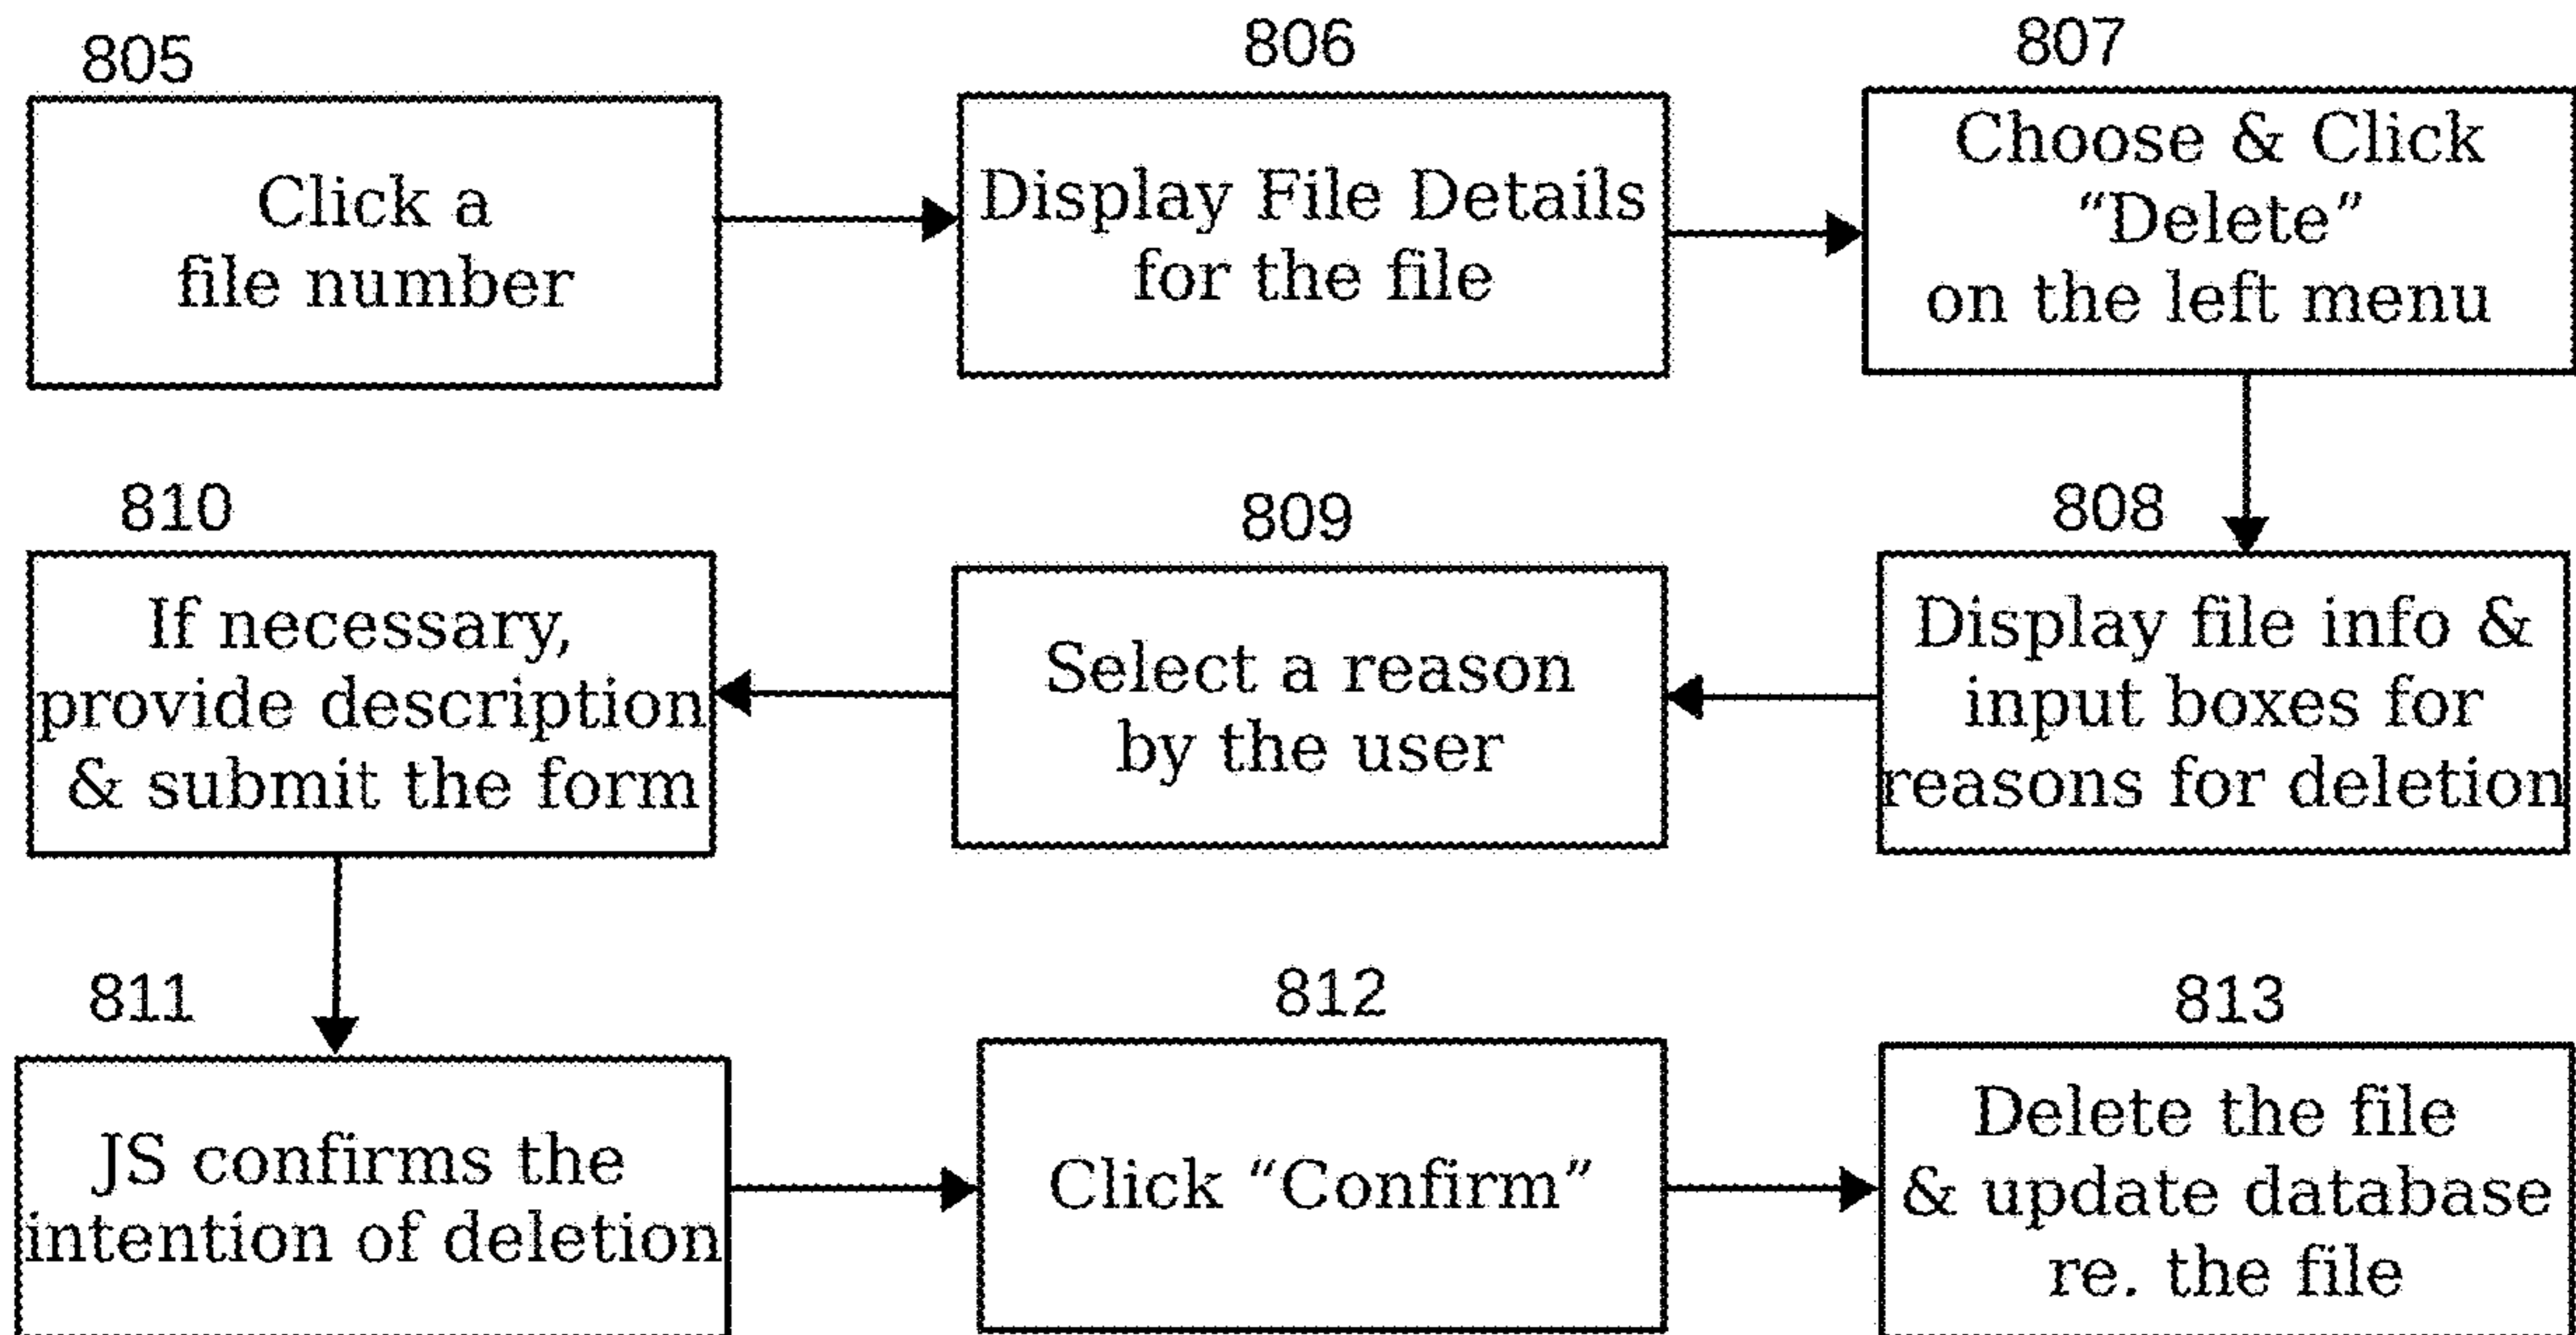 805
Click a
file number
806
Display File Details
for the file
807
Choose & Click
“Delete”
on the left menu
808
Display file info &
input boxes for
reasons for deletion
809
Select a reason
by the user
810
If necessary,
provide description
& submit the form
811
JS confirms the
intention of deletion
812
Click “Confirm”
813
Delete the file
& update database
re. the file